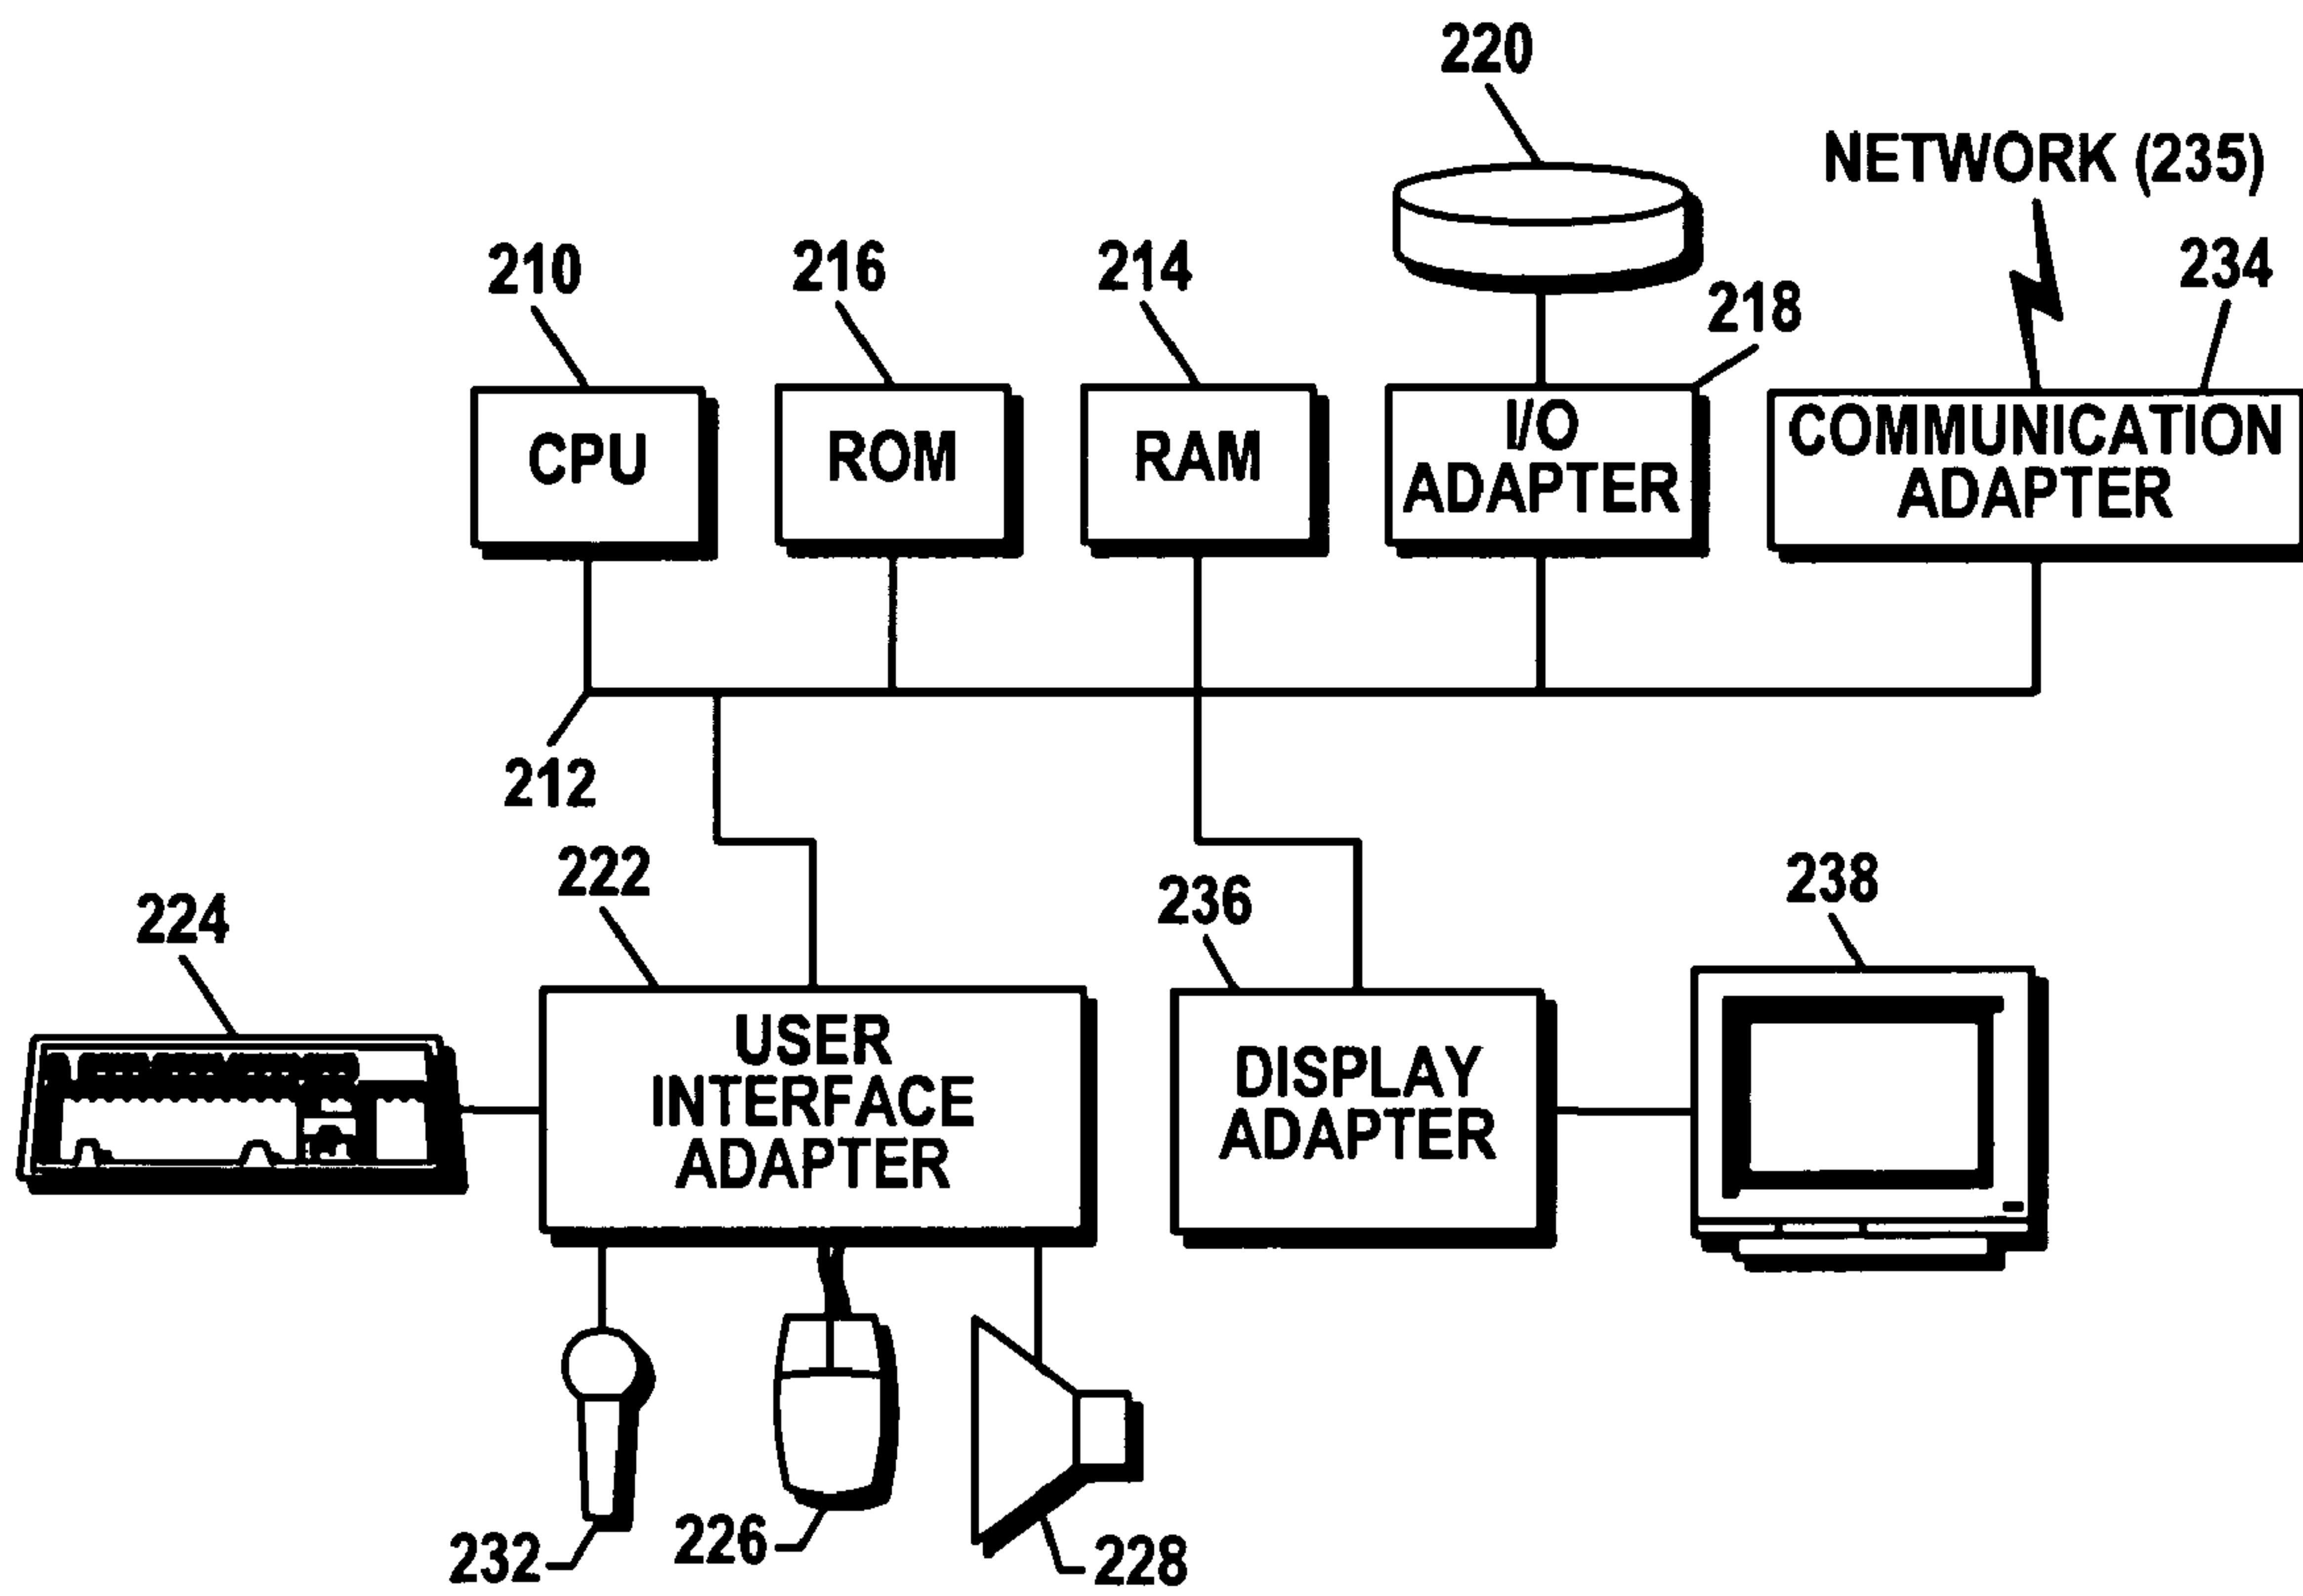 220
NETWORK (235)
210
216
214
218
234
CPU
ROM
RAM
I/O
ADAPTER
COMMUNICATION
ADAPTER
212
222
236
238
224
USER
INTERFACE
ADAPTER
DISPLAY
ADAPTER
232
226
228